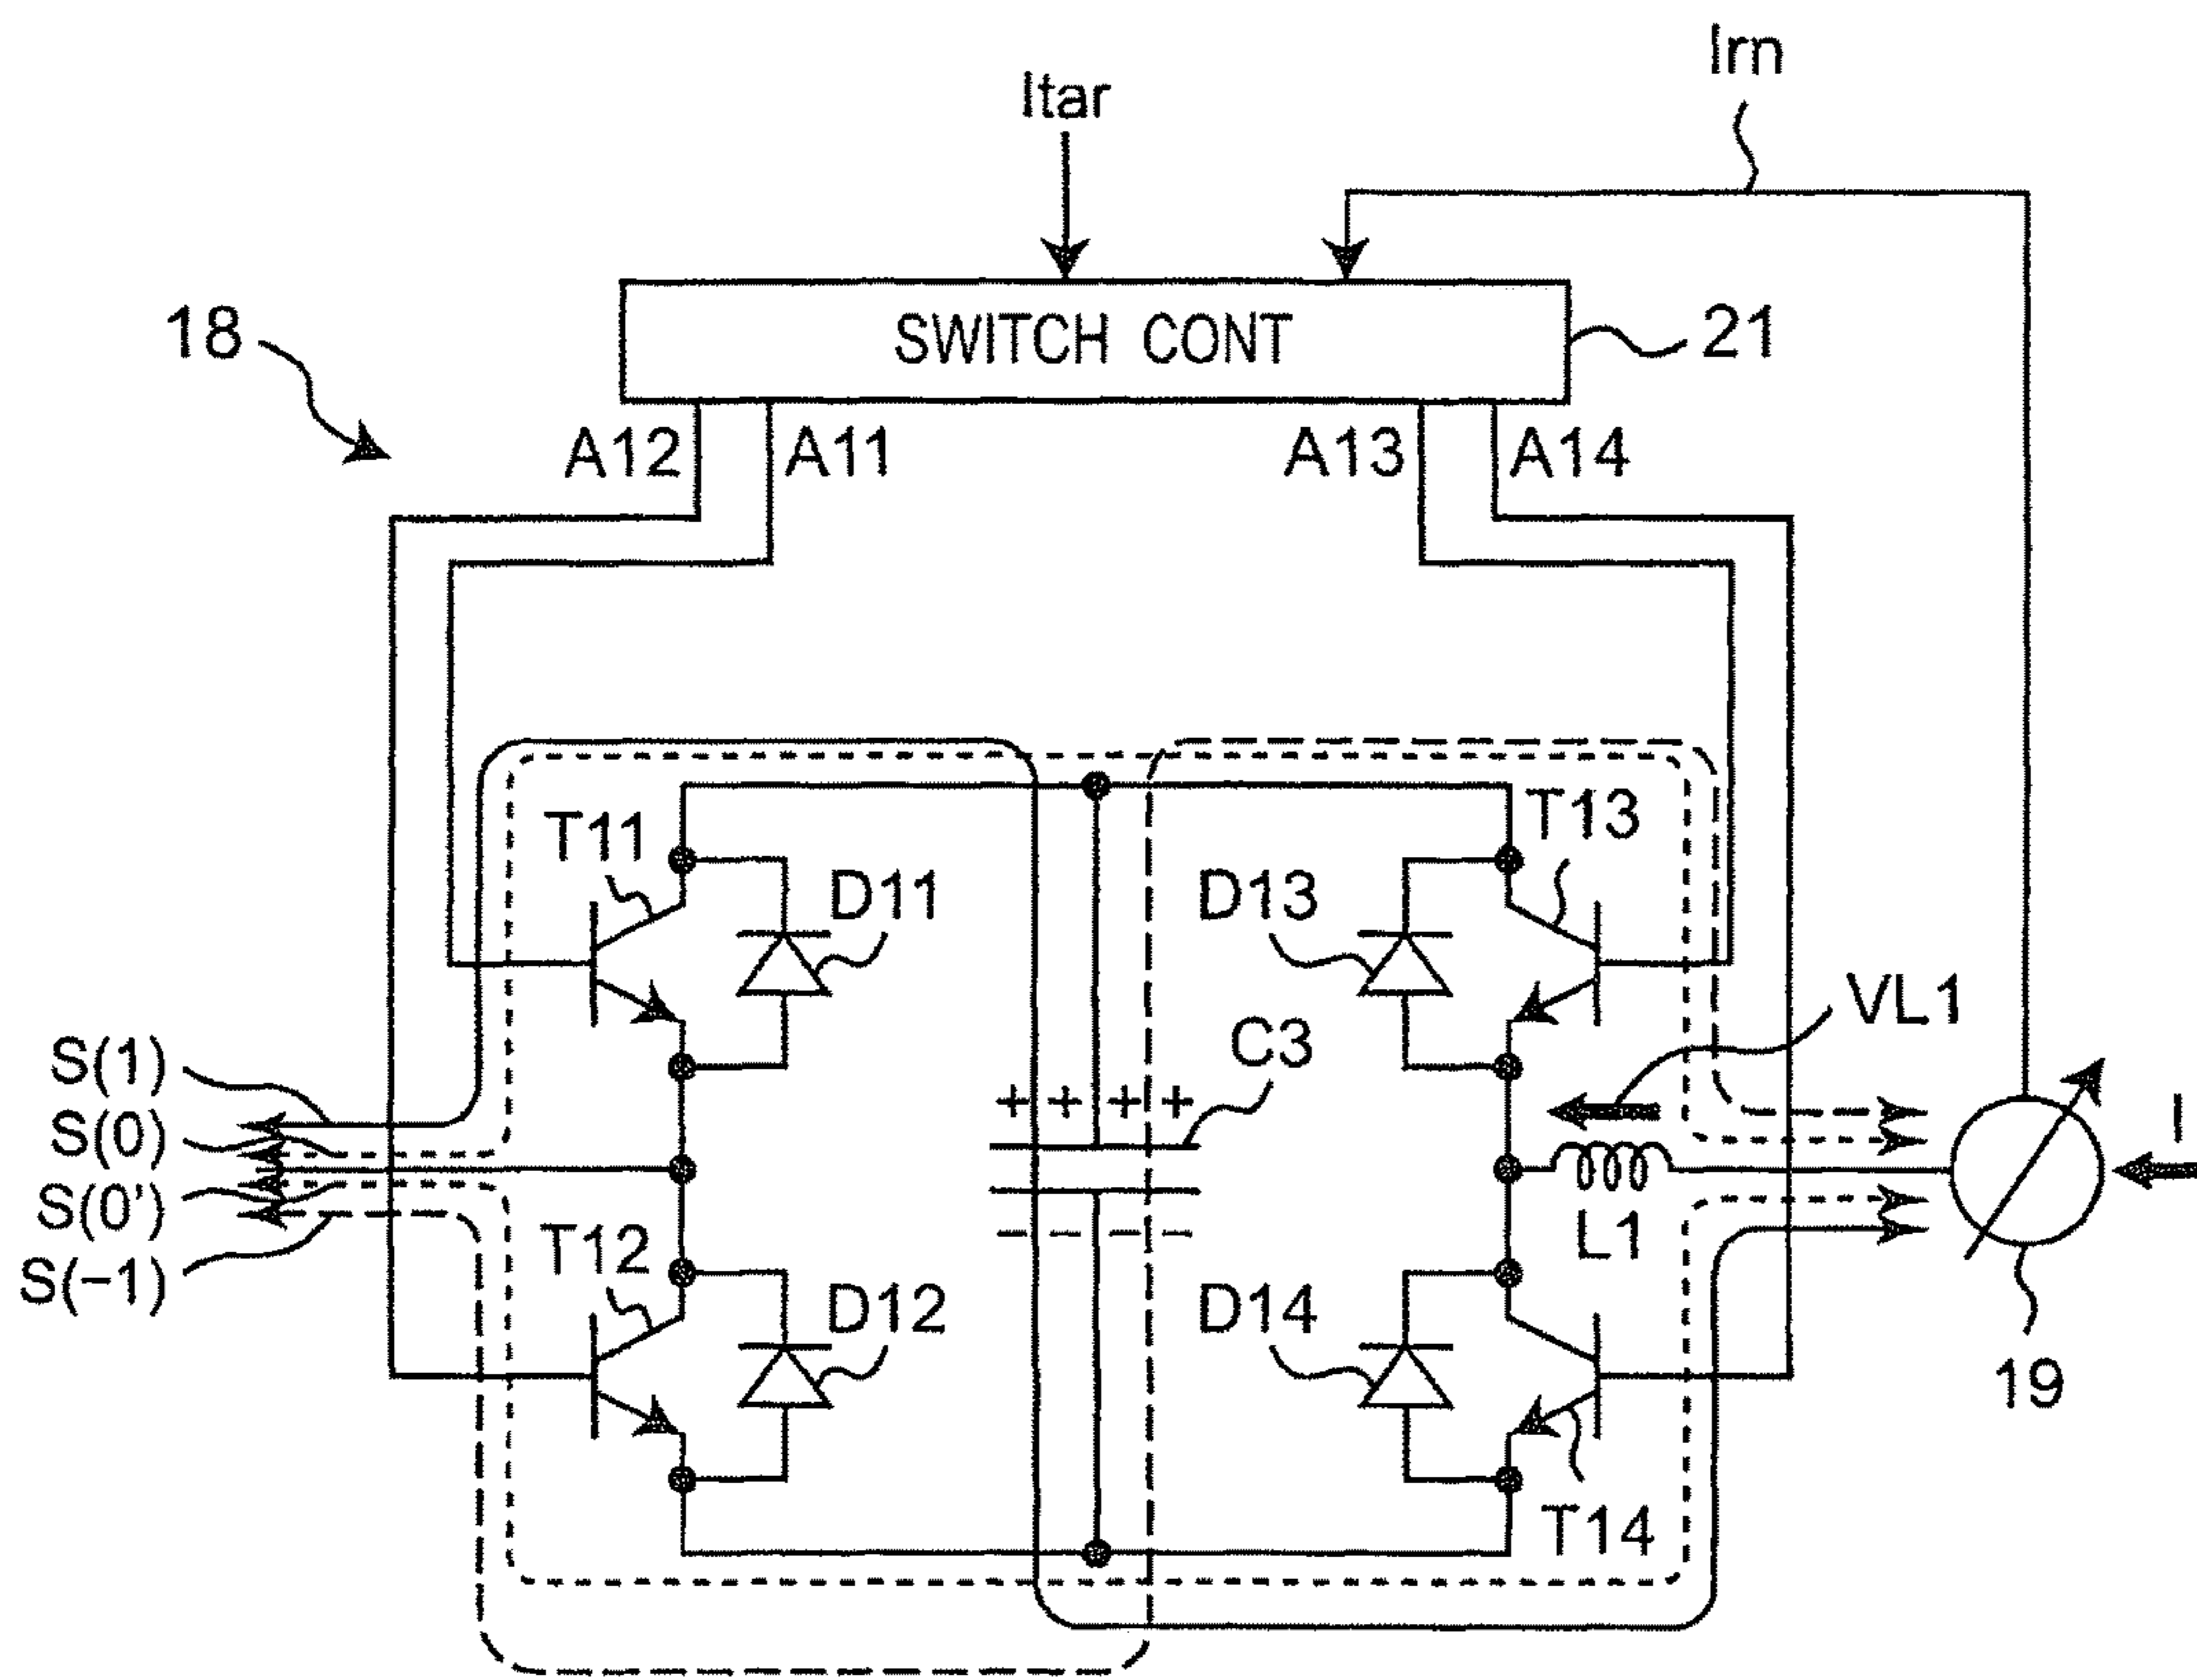 Irn
Itar
18
SWITCH CONT
21
A12
A11
A13
A14
T11
T13
D11
D13
VL1
C3
+ + + +
S(1)
S(0)
S(0')
S(-1)
I
− − − −
L1
T12
D12
D14
19
T14